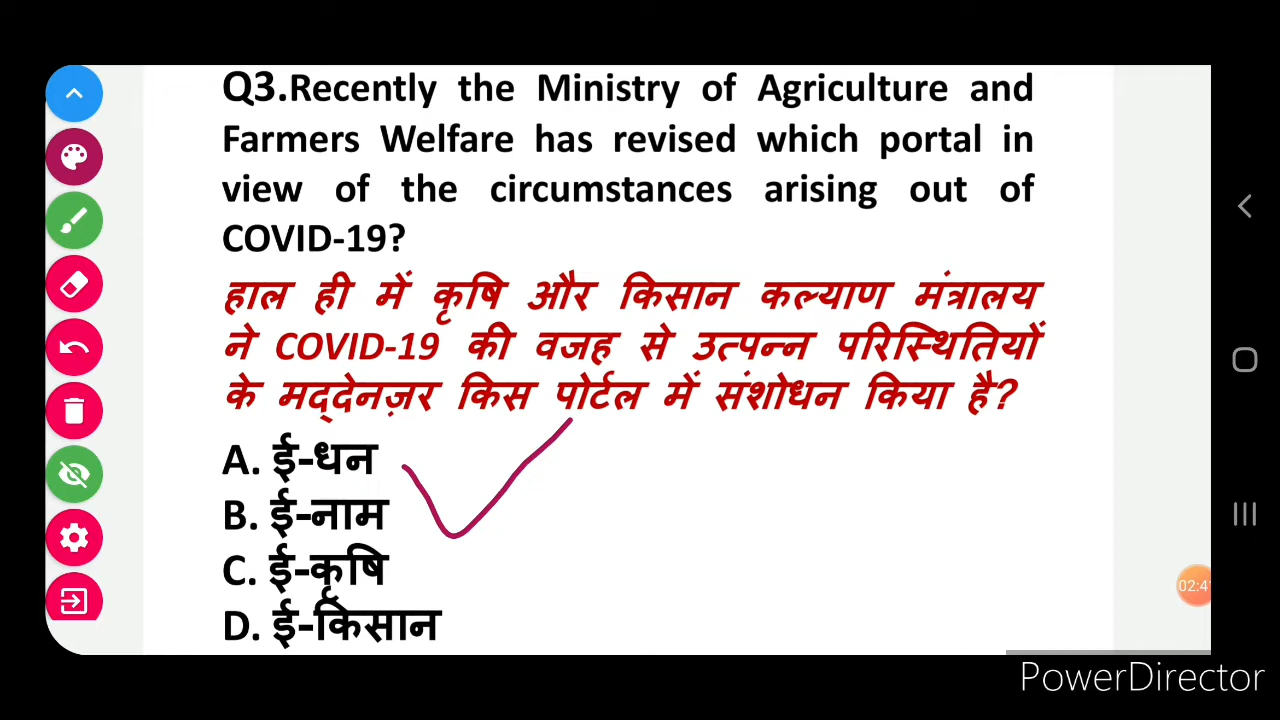 Q3.Recently the Ministry of Agriculture and
Farmers Welfare has revised which portal in
view of the circumstances arising out of
COVID-19?
हाल ही में कृषि और किसान कल्याण मंत्रालय
ने COVID-19 की वजह से उत्पन्न परिस्थितियों
के मद्देनज़र किस पोर्टल में संशोधन किया है?
A. ई-धन
B. ई-नाम
C. ई-कृषि
D. ई-किसान
PowerDirector